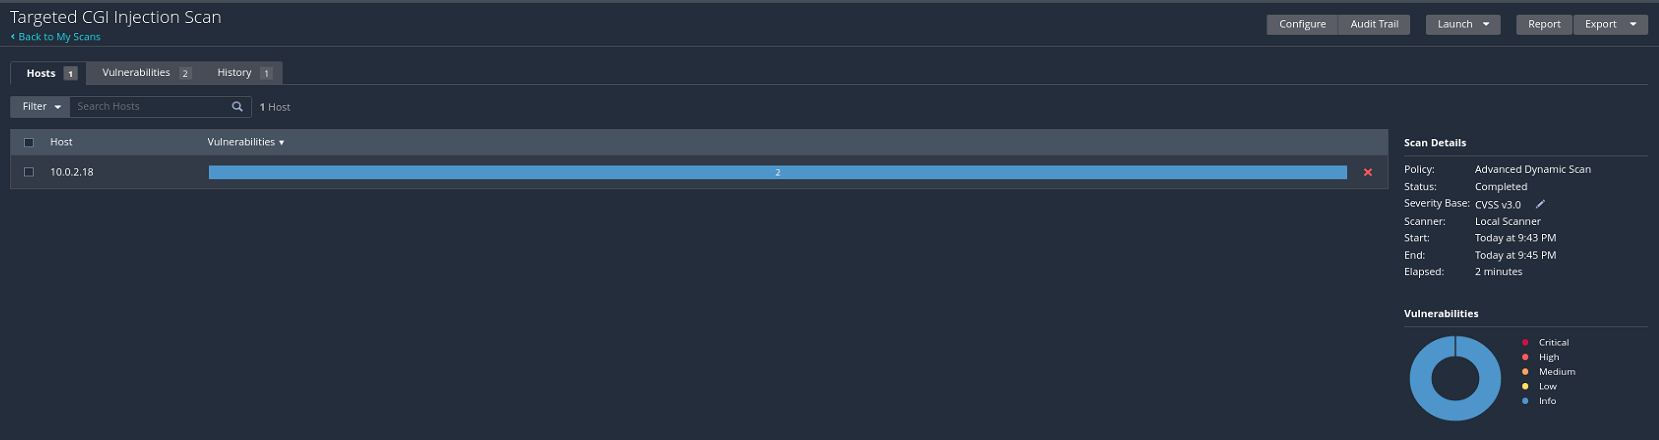 Targeted CGI Injection Scan
Back to My Scans
Configure Audit Trail Launch Report Export
Hosts 1 Vulnerabilities 2 History 1
Filter Search Hosts 1 Host
Host Vulnerabilities
10.0.2.18 2
Scan Details
Policy: Advanced Dynamic Scan
Status: Completed
Severity Base: CVSS v3.0
Scanner: Local Scanner
Start: Today at 9:43 PM
End: Today at 9:45 PM
Elapsed: 2 minutes
Vulnerabilities
Critical
High
Medium
Low
Info